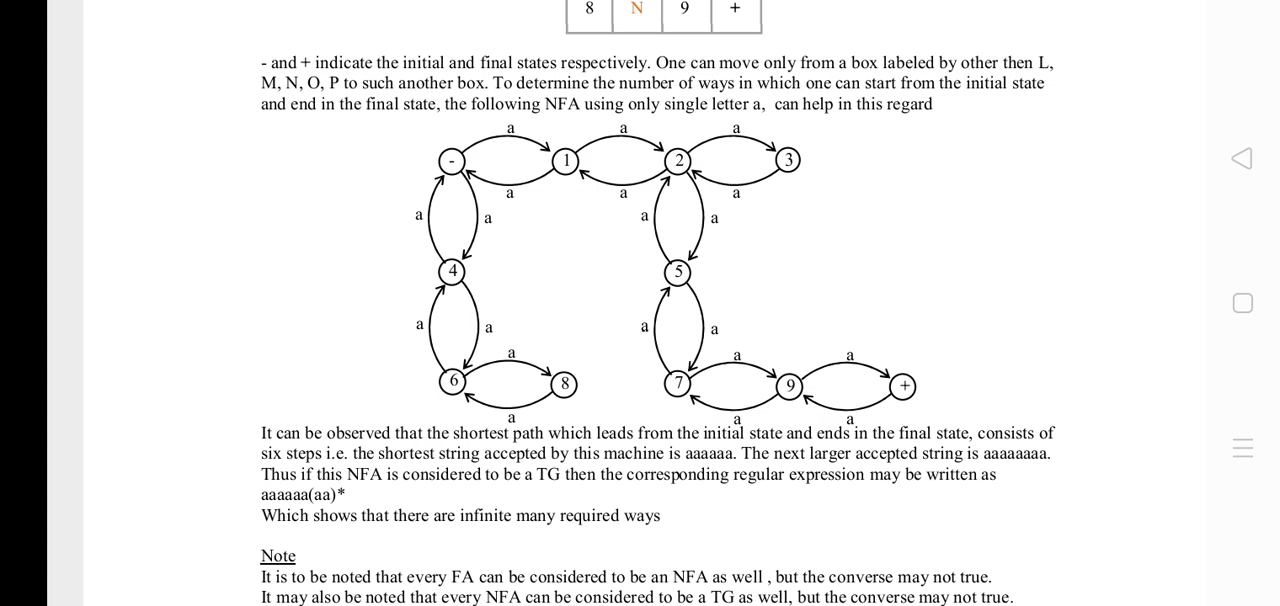 8 N 9 +
- and + indicate the initial and final states respectively. One can move only from a box labeled by other then L,
M, N, O, P to such another box. To determine the number of ways in which one can start from the initial state
and end in the final state, the following NFA using only single letter a, can help in this regard
a a a
- 1 2 3
a a a
a a a a
4 5
a a a a
a a a
6 8 7 9 +
a a a
It can be observed that the shortest path which leads from the initial state and ends in the final state, consists of
six steps i.e. the shortest string accepted by this machine is aaaaaa. The next larger accepted string is aaaaaaaa.
Thus if this NFA is considered to be a TG then the corresponding regular expression may be written as
aaaaaa(aa)*
Which shows that there are infinite many required ways
Note
It is to be noted that every FA can be considered to be an NFA as well , but the converse may not true.
It may also be noted that every NFA can be considered to be a TG as well, but the converse may not true.